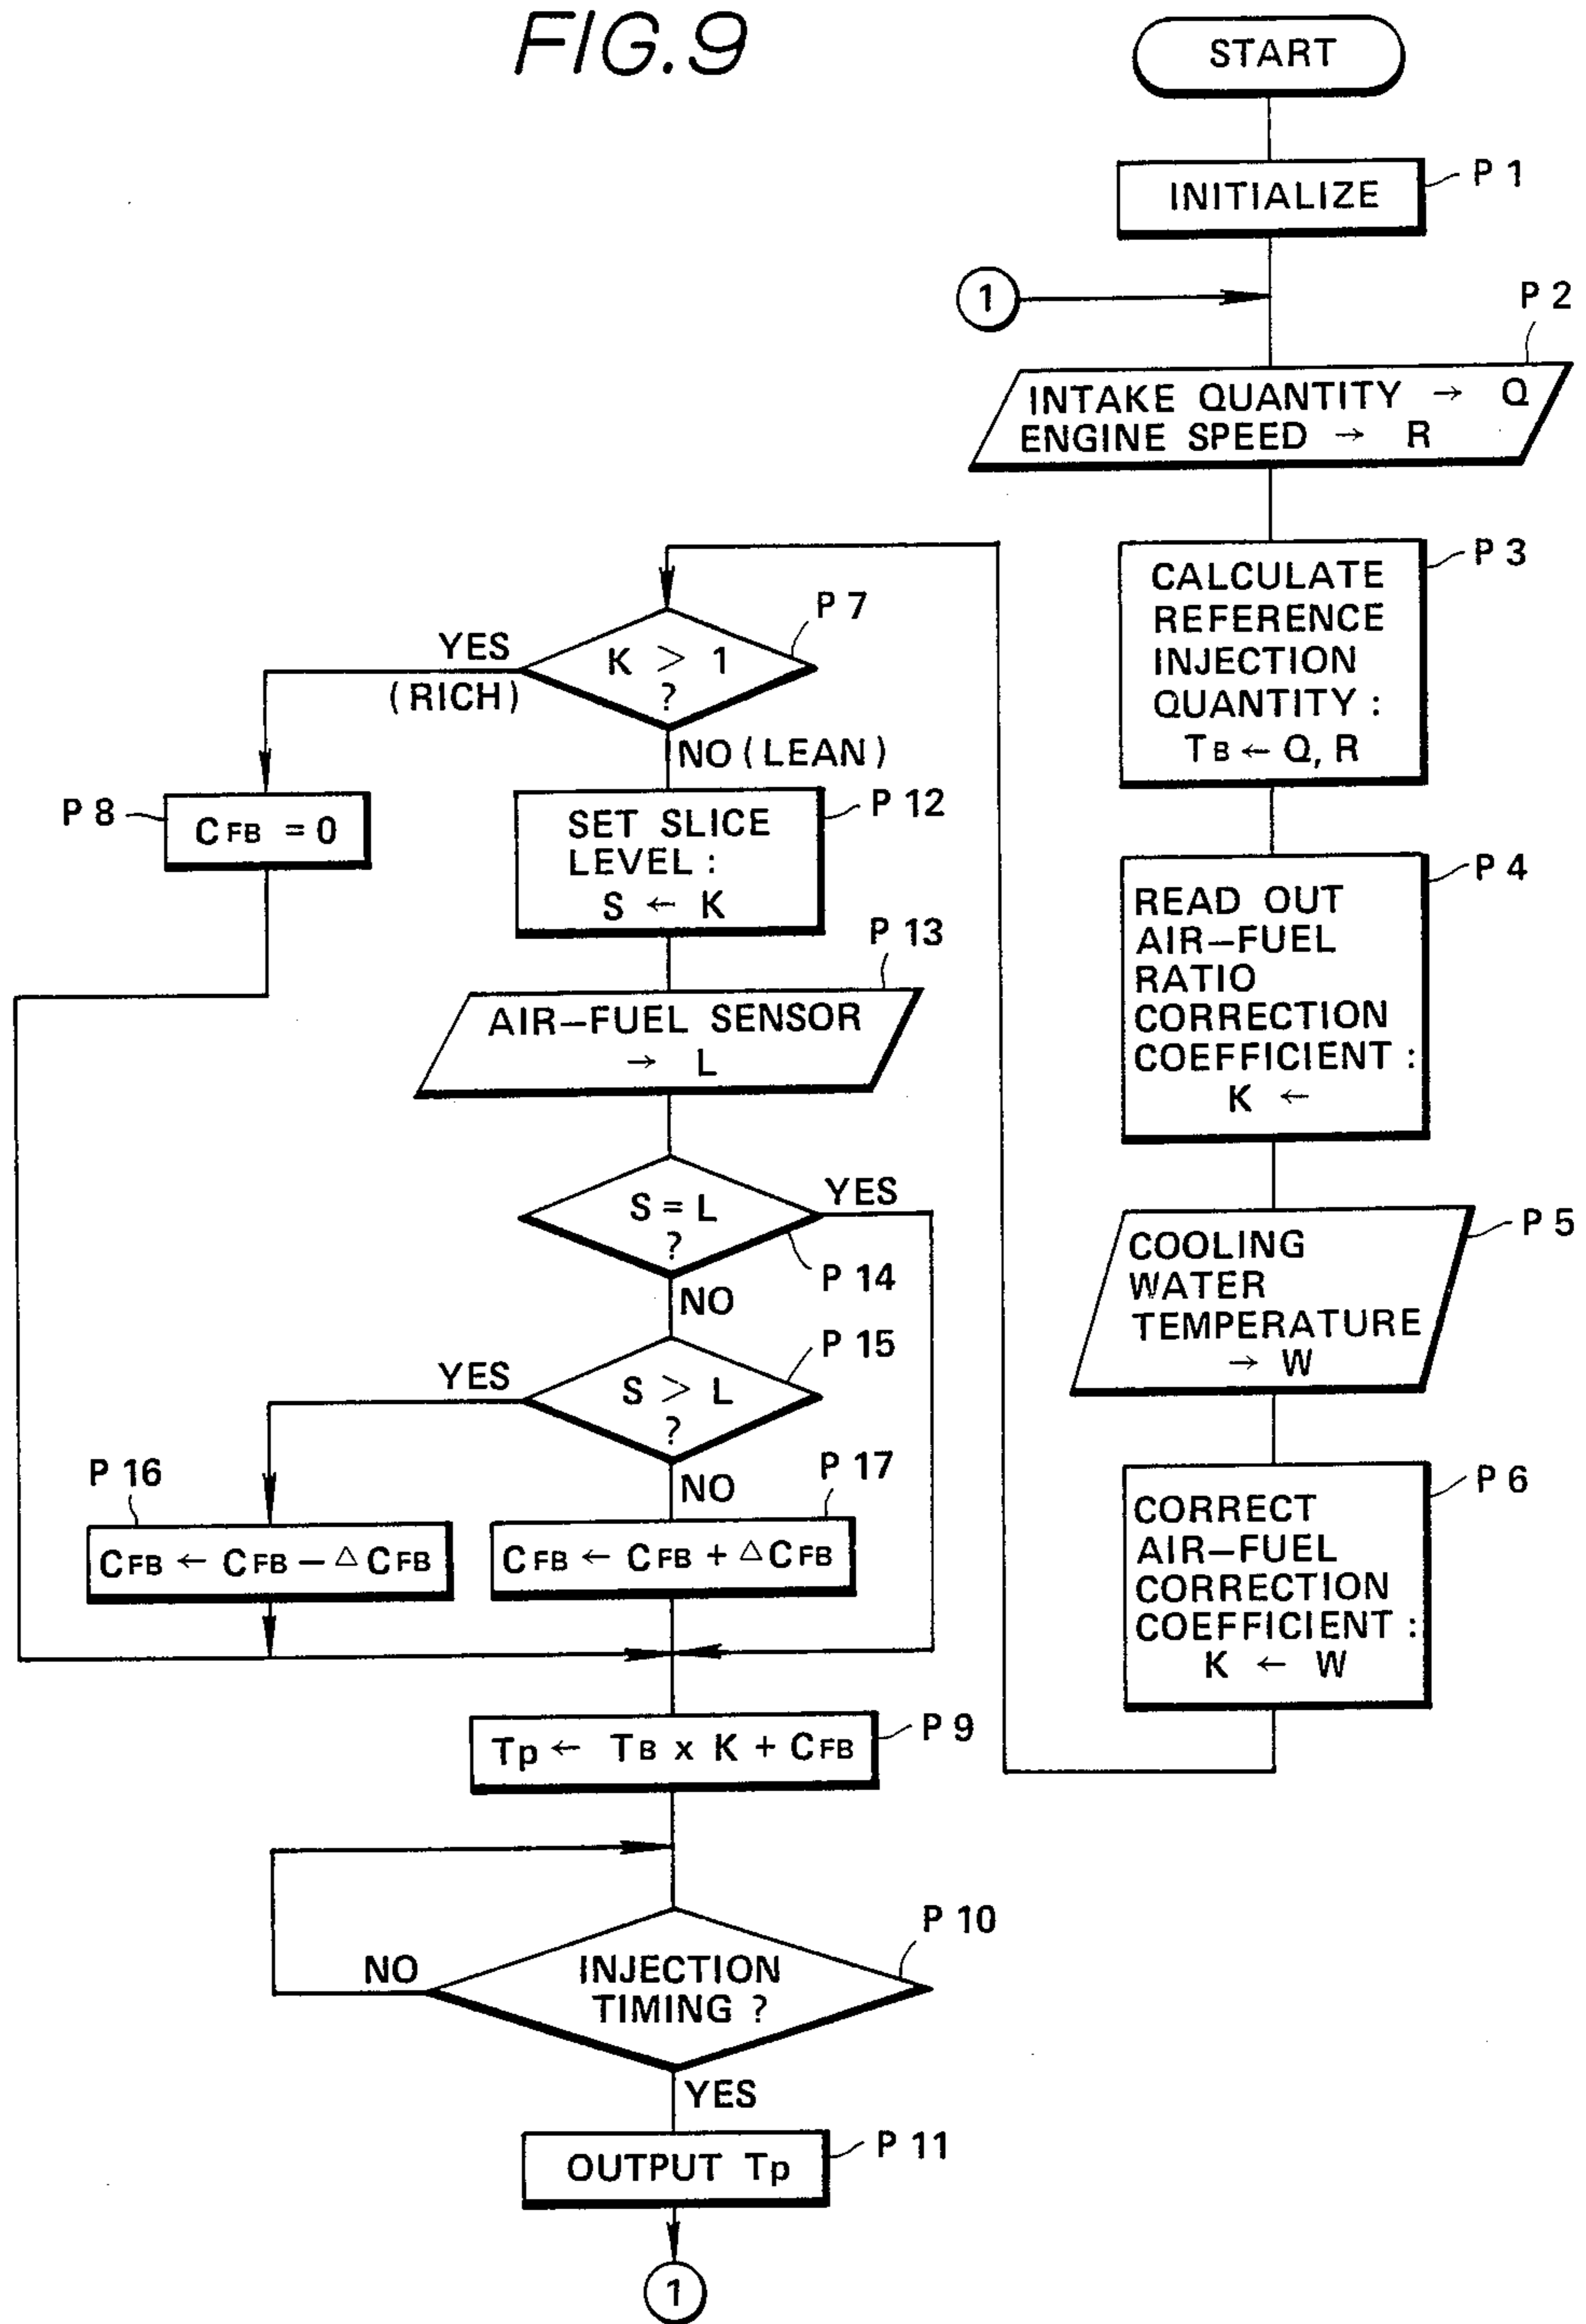 FIG.9
START
INITIALIZE
P 1
1
P 2
INTAKE QUANTITY → Q
ENGINE SPEED → R
P 3
CALCULATE
REFERENCE
INJECTION
QUANTITY :
TB ← Q, R
P 4
READ OUT
AIR–FUEL
RATIO
CORRECTION
COEFFICIENT :
K ←
P 5
COOLING
WATER
TEMPERATURE
→ W
P 6
CORRECT
AIR–FUEL
CORRECTION
COEFFICIENT :
K ← W
P 7
K > 1
?
YES
(RICH)
NO (LEAN)
P 8
CFB = 0
P 12
SET SLICE
LEVEL :
S ← K
P 13
AIR–FUEL SENSOR
→ L
S = L
?
YES
P 14
NO
P 15
S > L
?
YES
NO
P 16
CFB ← CFB – △ CFB
P 17
CFB ← CFB + △ CFB
P 9
Tp ← TB x K + CFB
P 10
INJECTION
TIMING ?
NO
YES
P 11
OUTPUT Tp
1